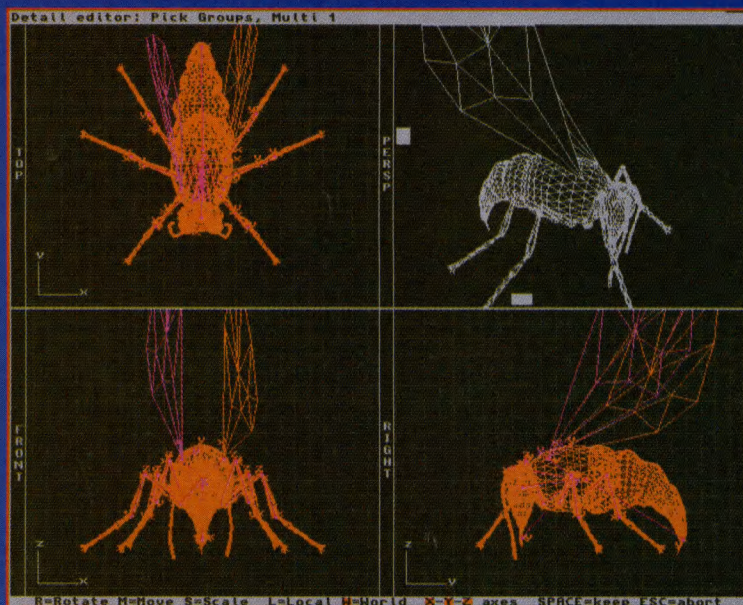 Detail editor: Pick Groups, Multi 1
TOP
PERSP
Y
X
FRONT
RIGHT
Z
X
Z
Y
R=Rotate M=Move S=Scale L=Local W=World X-Y-Z axes SPACE=keep ESC=abort